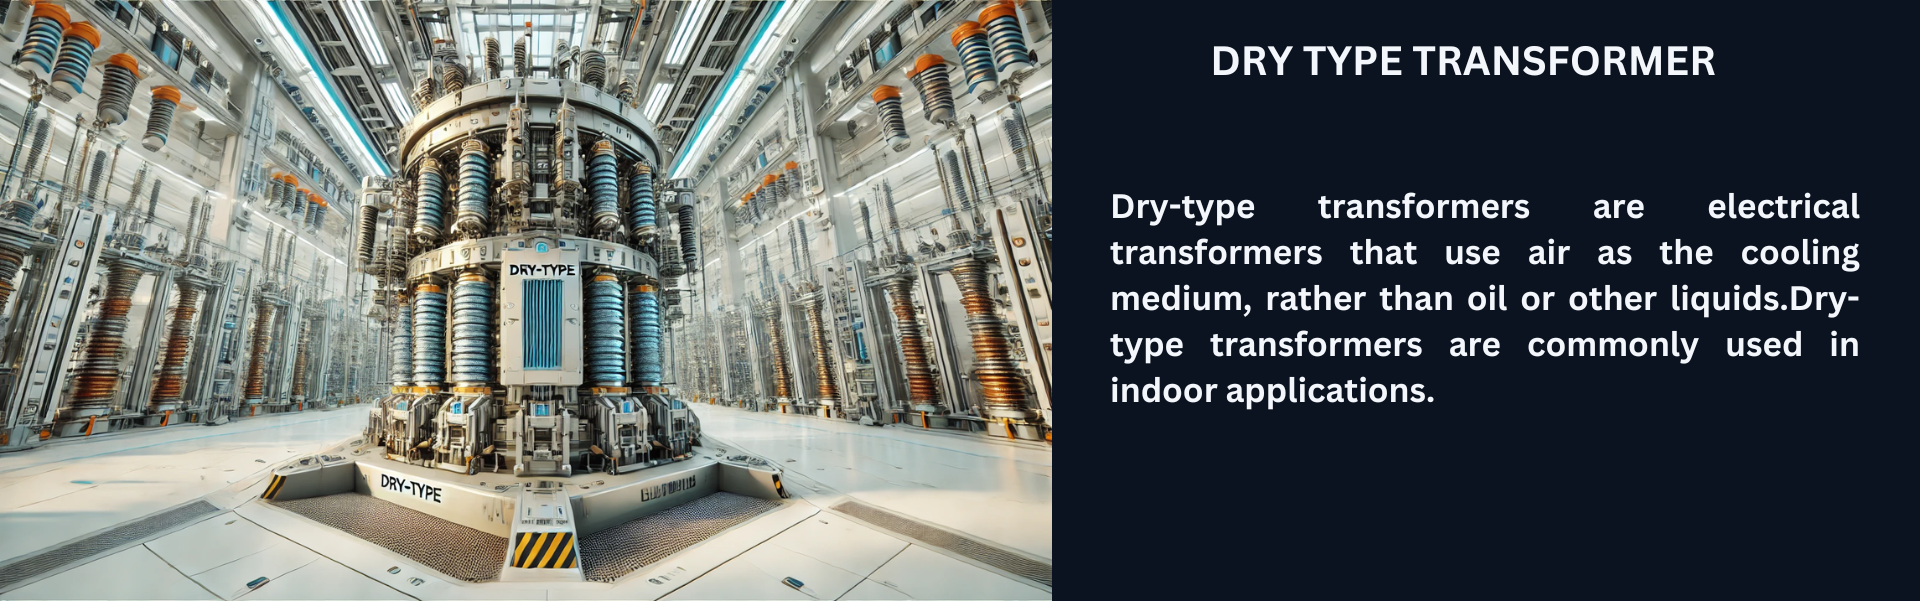 DRY TYPE TRANSFORMER
Dry-type transformers are electrical
transformers that use air as the cooling
medium, rather than oil or other liquids.Dry-
type transformers are commonly used in
indoor applications.
DRY-TYPE
DRY-TYPE